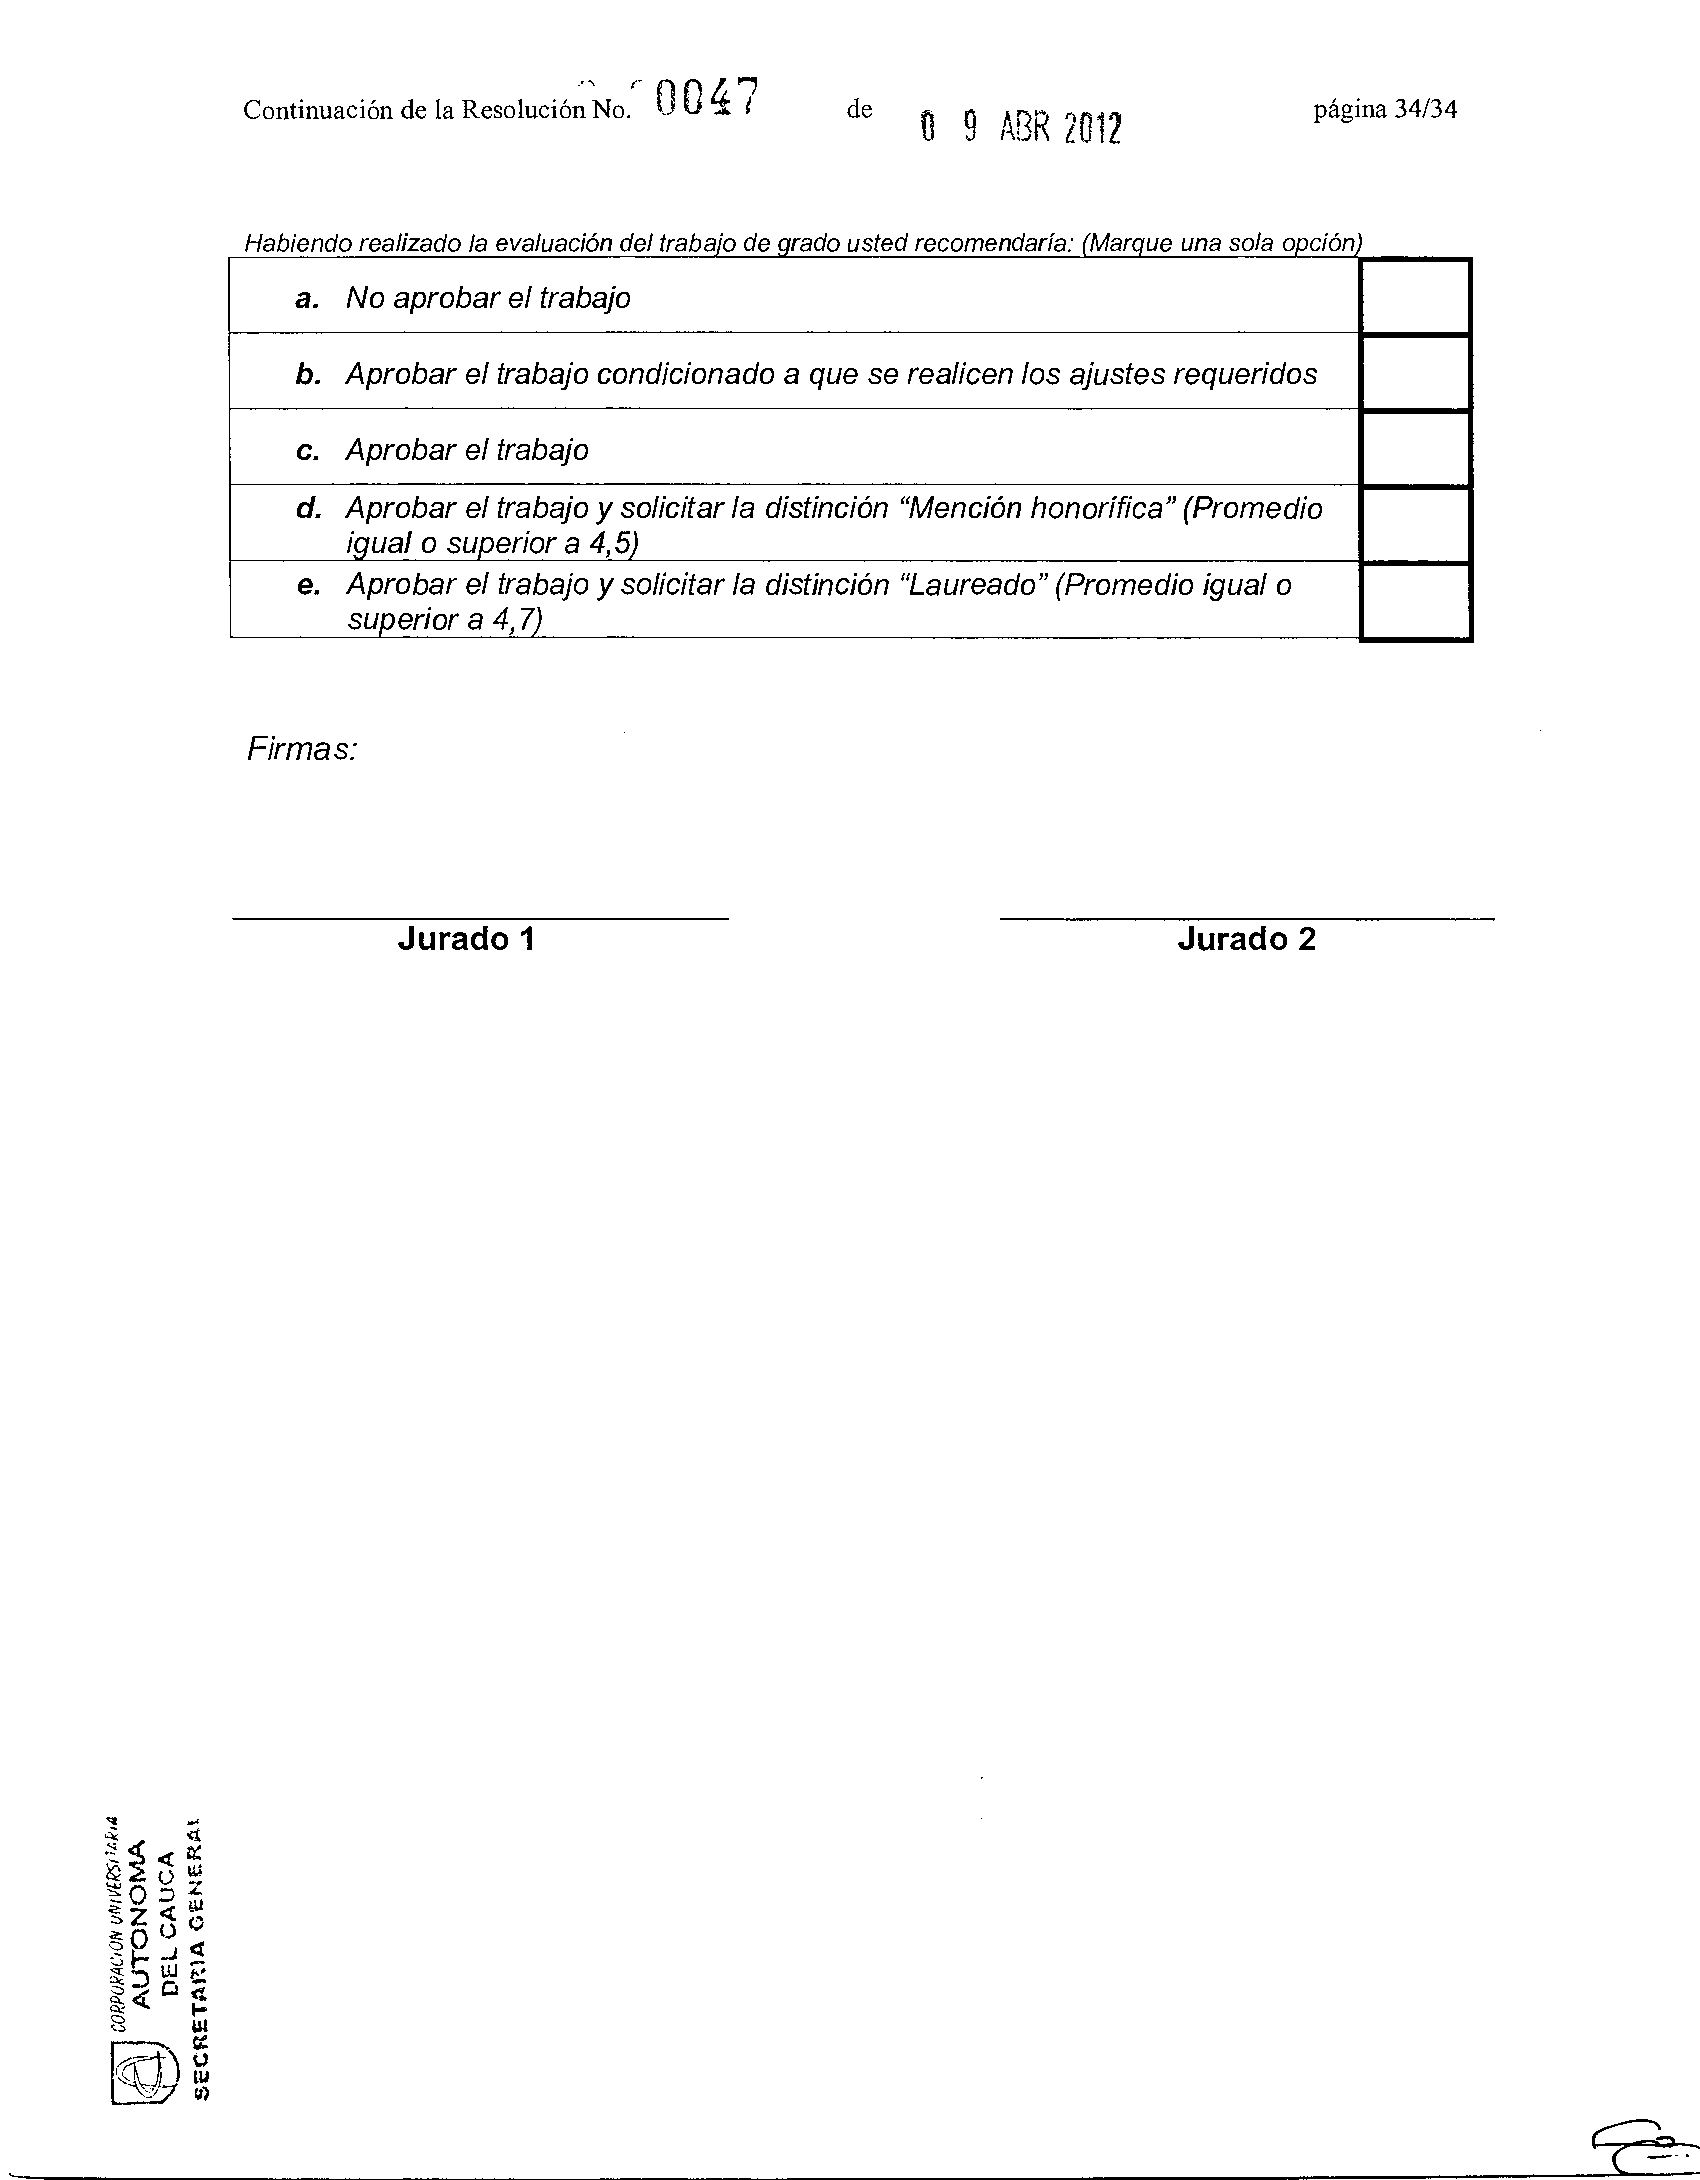 Continuación de la Resolución No. 0047 de 0 9 ABR 2012 página 34/34
Habiendo realizado la evaluación del trabajo de grado usted recomendaría: (Marque una sola opción)
a. No aprobar el trabajo
b. Aprobar el trabajo condicionado a que se realicen los ajustes requeridos
c. Aprobar el trabajo
d. Aprobar el trabajo y solicitar la distinción “Mención honorífica” (Promedio
igual o superior a 4,5)
e. Aprobar el trabajo y solicitar la distinción “Laureado” (Promedio igual o
superior a 4,7)
Firmas:
Jurado 1 Jurado 2
CORPORACION UNIVERSITARIA
AUTONOMA
DEL CAUCA
SECRETARIA GENERAL